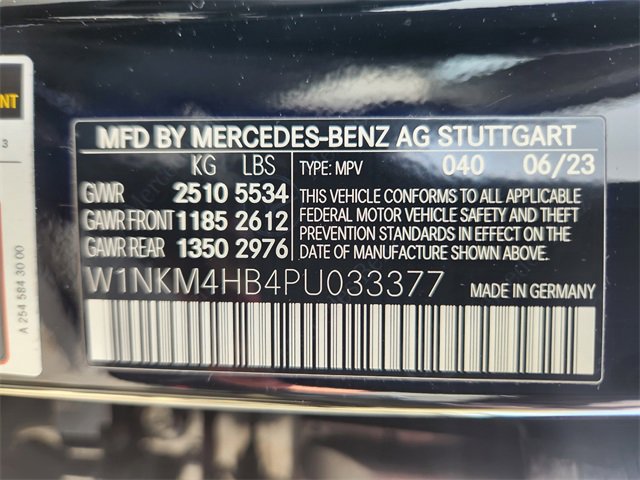 MFD BY MERCEDES-BENZ AG STUTTGART
KG LBS TYPE: MPV 040 06/23
GVWR 2510 5534 THIS VEHICLE CONFORMS TO ALL APPLICABLE
GAWR FRONT 1185 2612 FEDERAL MOTOR VEHICLE SAFETY AND THEFT
PREVENTION STANDARDS IN EFFECT ON THE
GAWR REAR 1350 2976 DATE OF MANUFACTURE SHOWN ABOVE.
W1NKM4HB4PU033377 MADE IN GERMANY
A 254 584 30 00